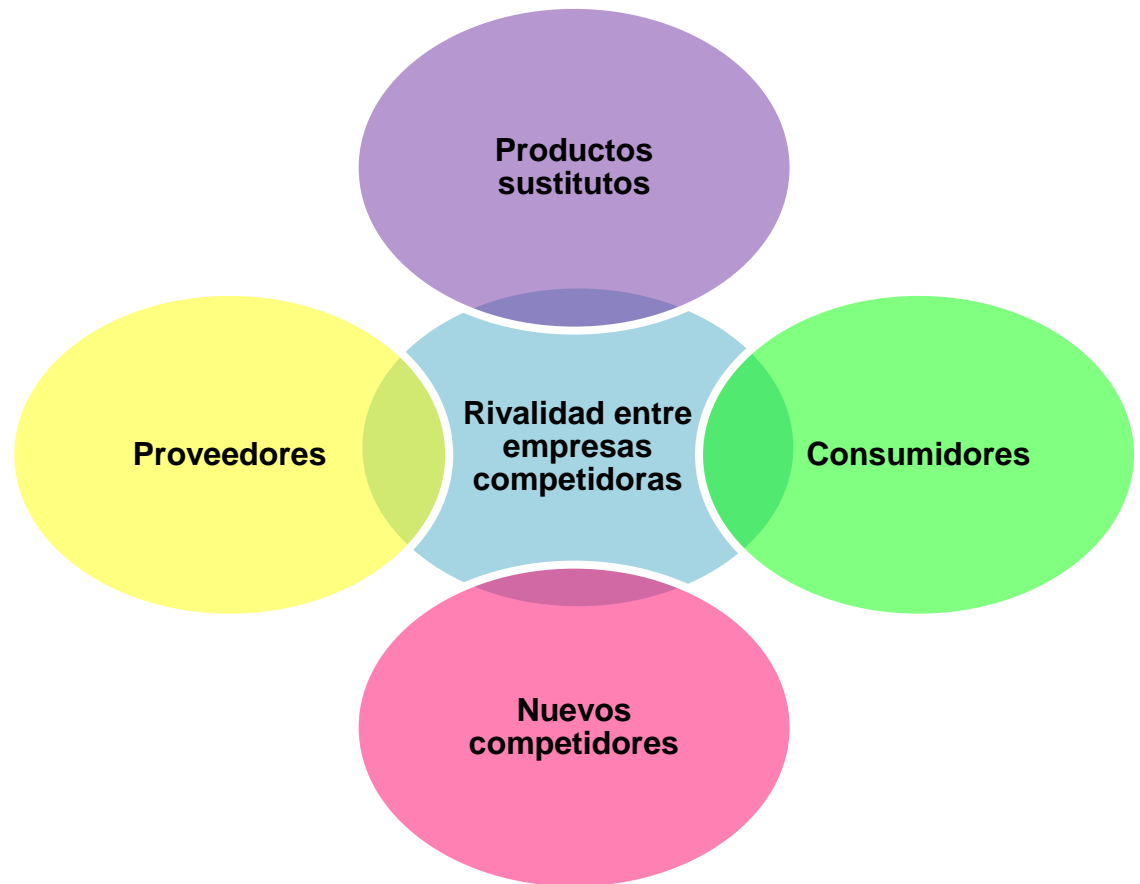 Productos
sustitutos
Proveedores
Rivalidad entre
empresas
competidoras
Consumidores
Nuevos
competidores